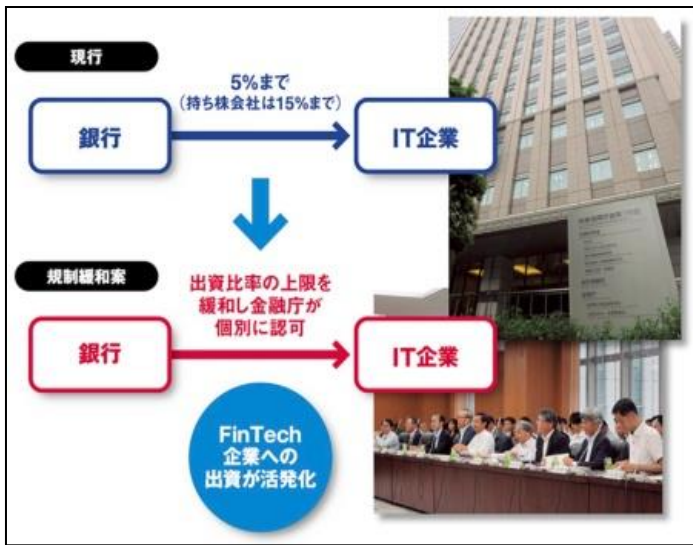 現行
5%まで
(持ち株会社は15%まで)
銀行
IT企業
規制緩和案
出資比率の上限を
緩和し金融庁が
個別に認可
銀行
IT企業
FinTech
企業への
出資が活発化